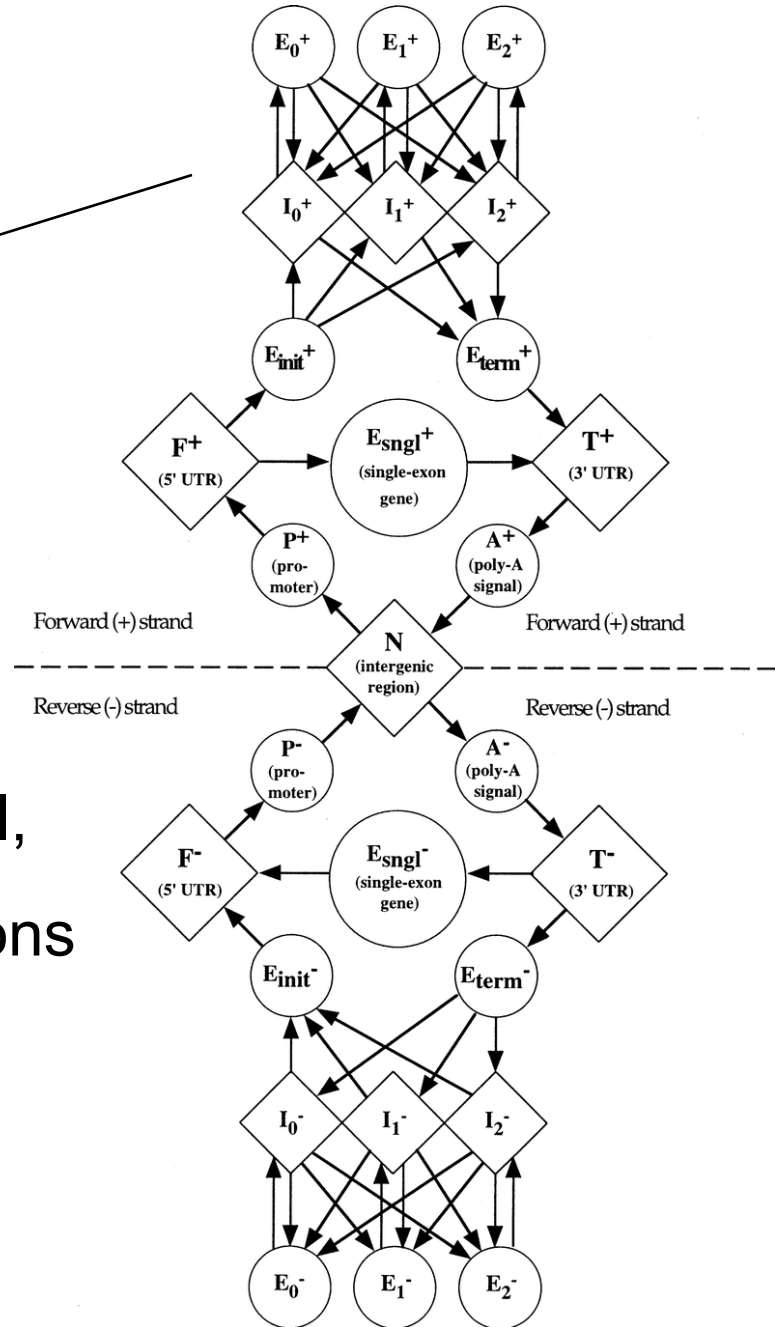 E0+ E1+ E2+
I0+ I1+ I2+
Einit+ Eterm+
F+
(5' UTR)
Esngl+
(single-exon
gene)
T+
(3' UTR)
P+
(pro-
moter)
A+
(poly-A
signal)
Forward (+) strand
N
(intergenic
region)
Forward (+) strand
Reverse (-) strand
Reverse (-) strand
P-
(pro-
moter)
A-
(poly-A
signal)
F-
(5' UTR)
Esngl-
(single-exon
gene)
T-
(3' UTR)
Einit- Eterm-
I0- I1- I2-
E0- E1- E2-